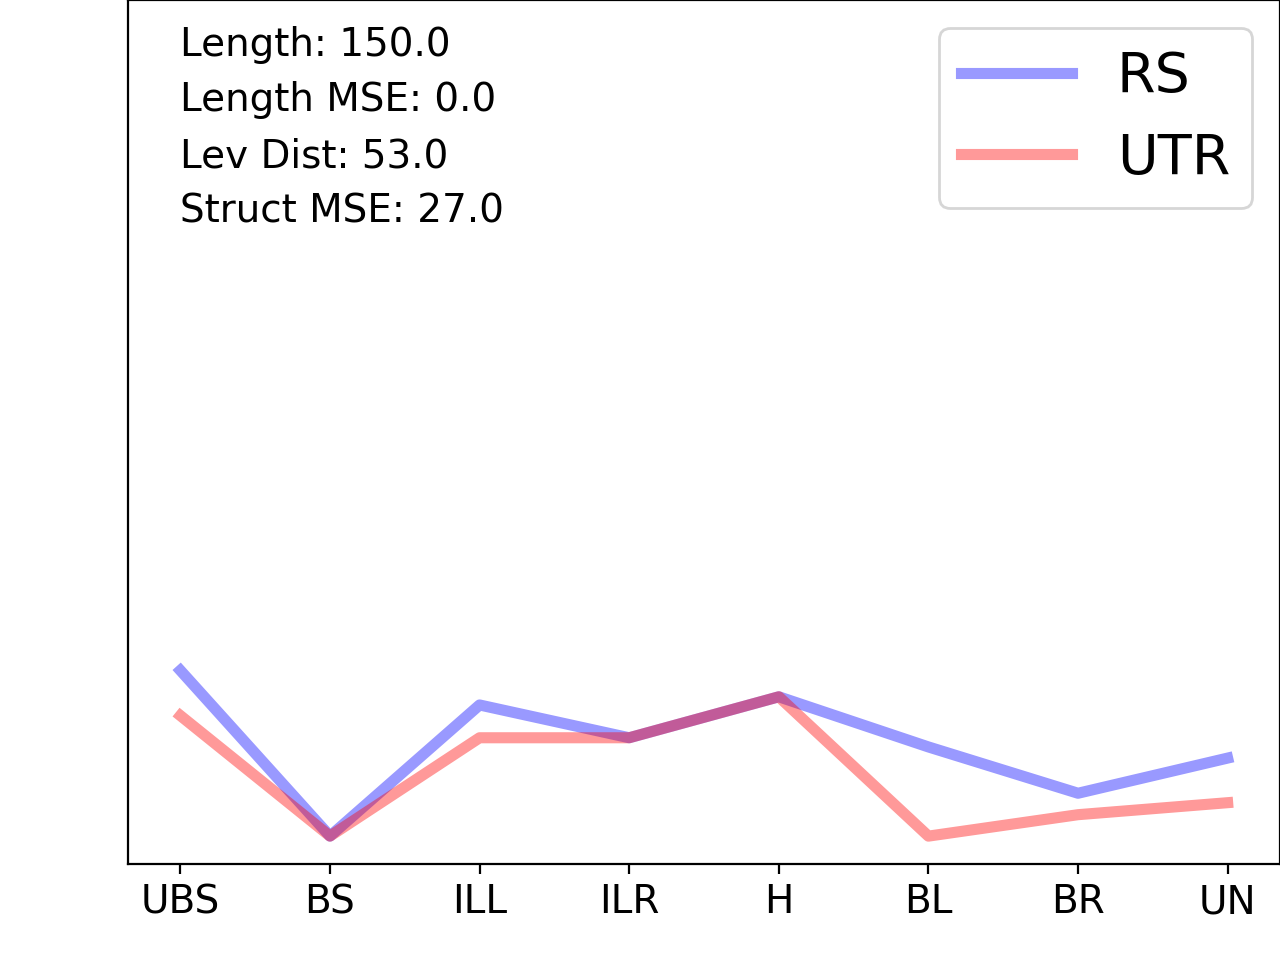 Length: 150.0
Length MSE: 0.0
Lev Dist: 53.0
Struct MSE: 27.0
RS
UTR
UBS BS ILL ILR H BL BR UN